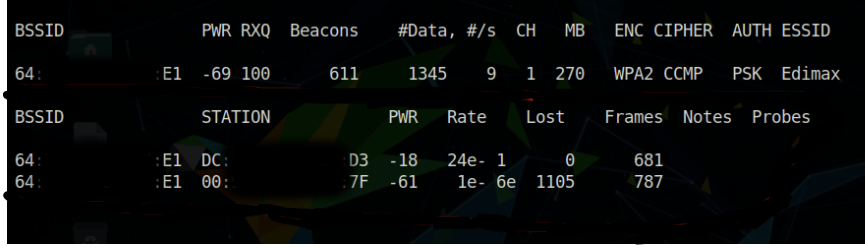 BSSID PWR RXQ Beacons #Data, #/s CH MB ENC CIPHER AUTH ESSID
64: :E1 -69 100 611 1345 9 1 270 WPA2 CCMP PSK Edimax
BSSID STATION PWR Rate Lost Frames Notes Probes
64: :E1 DC: :D3 -18 24e- 1 0 681
64: :E1 00: :7F -61 1e- 6e 1105 787